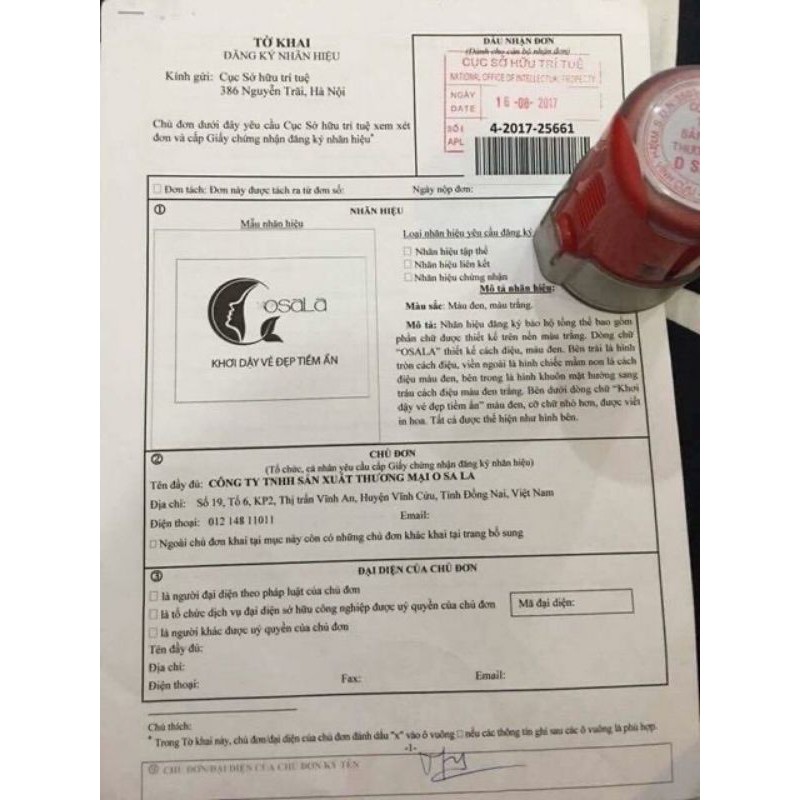 TỜ KHAI
ĐĂNG KÝ NHÃN HIỆU
Kính gửi: Cục Sở hữu trí tuệ
386 Nguyễn Trãi, Hà Nội
Chủ đơn dưới đây yêu cầu Cục Sở hữu trí tuệ xem xét
đơn và cấp Giấy chứng nhận đăng ký nhãn hiệu*
DẤU NHẬN ĐƠN
(Dành cho cán bộ nhận đơn)
CỤC SỞ HỮU TRÍ TUỆ
NATIONAL OFFICE OF INTELLECTUAL PROPERTY
NGÀY
DATE
16-08-2017
SỐ
APL
4-2017-25661
☐ Đơn tách: Đơn này được tách ra từ đơn số: Ngày nộp đơn:
① NHÃN HIỆU
Mẫu nhãn hiệu
OSALA
KHƠI DẬY VẺ ĐẸP TIỀM ẨN
Loại nhãn hiệu yêu cầu đăng ký
☐ Nhãn hiệu tập thể
☐ Nhãn hiệu liên kết
☐ Nhãn hiệu chứng nhận
Mô tả nhãn hiệu:
Màu sắc: Màu đen, màu trắng.
Mô tả: Nhãn hiệu đăng ký bảo hộ tổng thể bao gồm
phần chữ được thiết kế trên nền màu trắng. Dòng chữ
"OSALA" thiết kế cách điệu, màu đen. Bên trái là hình
tròn cách điệu, viền ngoài là hình chiếc mầm non lá cách
điệu màu đen, bên trong là hình khuôn mặt hướng sang
trái cách điệu màu đen trắng. Bên dưới dòng chữ "Khơi
dậy vẻ đẹp tiềm ẩn" màu đen, cỡ chữ nhỏ hơn, được viết
in hoa. Tất cả được thể hiện như hình bên.
② CHỦ ĐƠN
(Tổ chức, cá nhân yêu cầu cấp Giấy chứng nhận đăng ký nhãn hiệu)
Tên đầy đủ: CÔNG TY TNHH SẢN XUẤT THƯƠNG MẠI O SA LA
Địa chỉ: Số 19, Tổ 6, KP2, Thị trấn Vĩnh An, Huyện Vĩnh Cửu, Tỉnh Đồng Nai, Việt Nam
Điện thoại: 012 148 11011 Email:
☐ Ngoài chủ đơn khai tại mục này còn có những chủ đơn khác khai tại trang bổ sung
③ ĐẠI DIỆN CỦA CHỦ ĐƠN
☐ là người đại diện theo pháp luật của chủ đơn
☐ là tổ chức dịch vụ đại diện sở hữu công nghiệp được uỷ quyền của chủ đơn
Mã đại diện:
☐ là người khác được uỷ quyền của chủ đơn
Tên đầy đủ:
Địa chỉ:
Điện thoại: Fax: Email:
Chú thích:
* Trong Tờ khai này, chủ đơn/đại diện của chủ đơn đánh dấu "x" vào ô vuông ☐ nếu các thông tin ghi sau các ô vuông là phù hợp.
-1-
CHỦ ĐƠN/ĐẠI DIỆN CỦA CHỦ ĐƠN KÝ TÊN